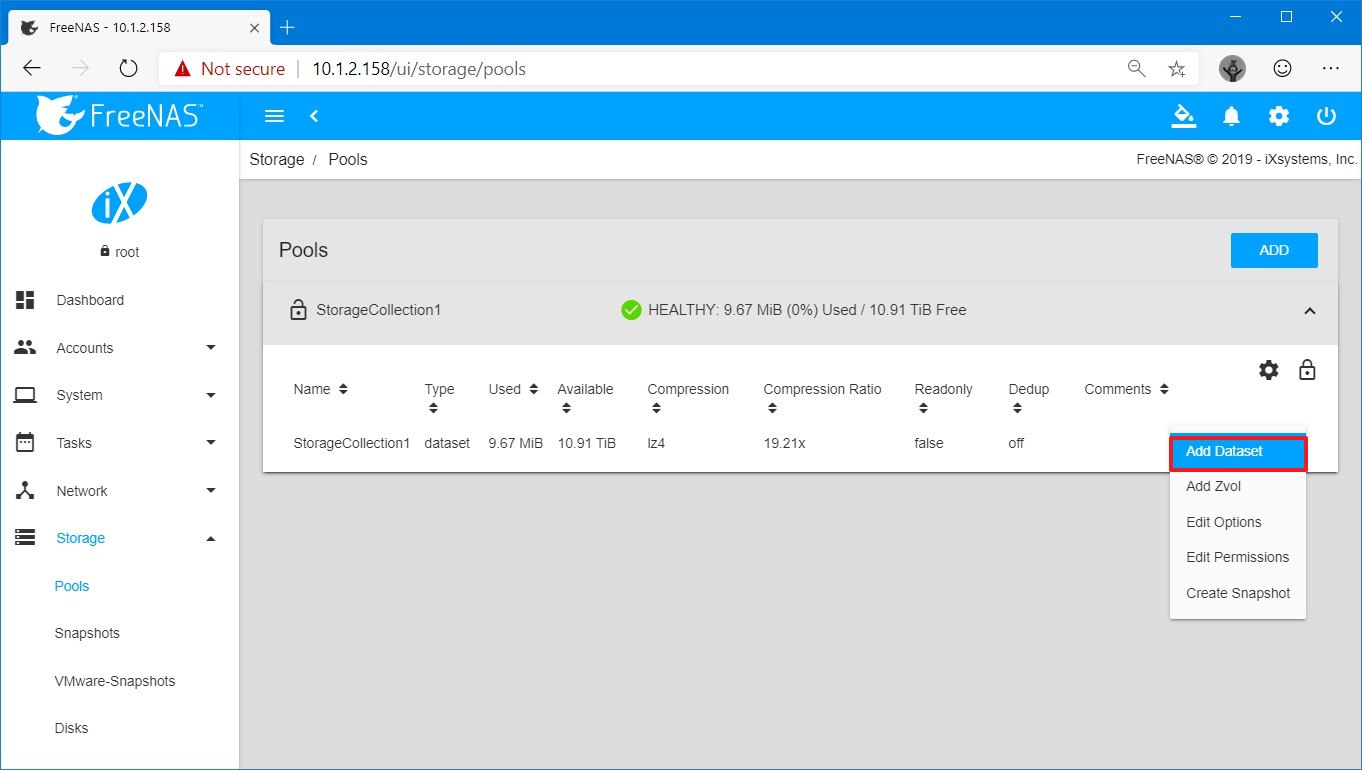 FreeNAS - 10.1.2.158
Not secure | 10.1.2.158/ui/storage/pools
FreeNAS™
Storage / Pools
FreeNAS® © 2019 - iXsystems, Inc.
iX
root
Dashboard
Accounts
System
Tasks
Network
Storage
Pools
Snapshots
VMware-Snapshots
Disks
Pools
ADD
StorageCollection1 HEALTHY: 9.67 MiB (0%) Used / 10.91 TiB Free
Name Type Used Available Compression Compression Ratio Readonly Dedup Comments
StorageCollection1 dataset 9.67 MiB 10.91 TiB lz4 19.21x false off
Add Dataset
Add Zvol
Edit Options
Edit Permissions
Create Snapshot